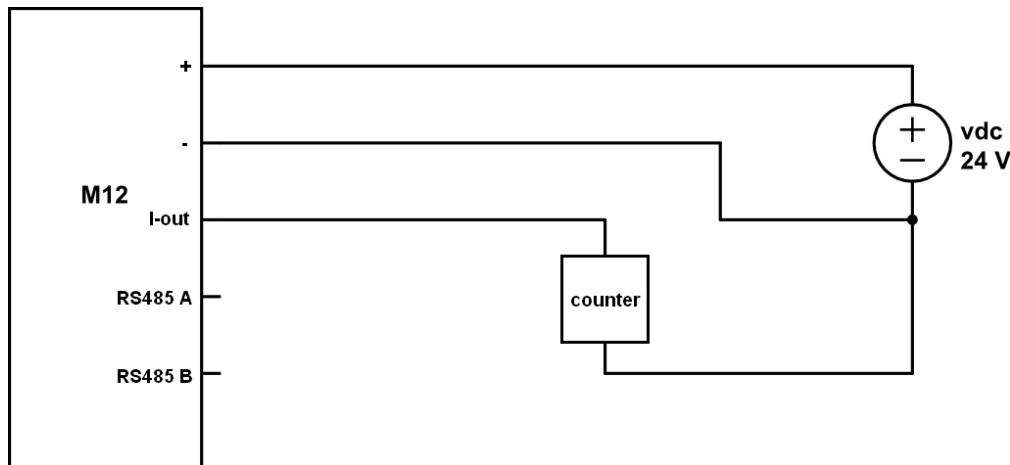 +
-
M12
I-out
RS485 A
RS485 B
counter
+
−
vdc
24 V